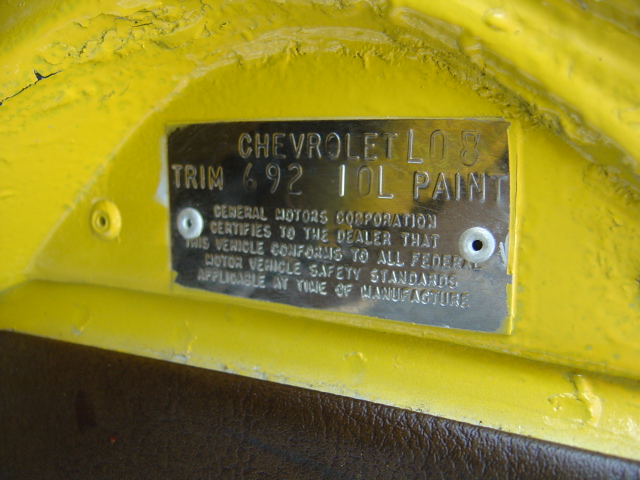 CHEVROLET L08
TRIM 692 10L PAINT
GENERAL MOTORS CORPORATION
CERTIFIES TO THE DEALER THAT
THIS VEHICLE CONFORMS TO ALL FEDERAL
MOTOR VEHICLE SAFETY STANDARDS
APPLICABLE AT TIME OF MANUFACTURE